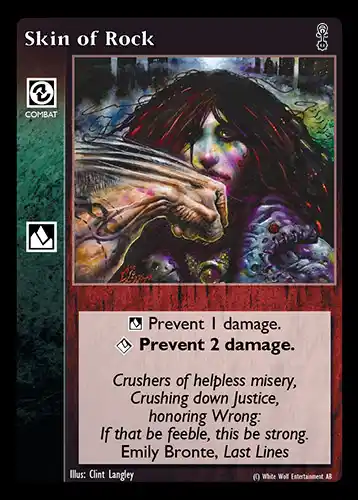 Skin of Rock
COMBAT
Prevent 1 damage.
Prevent 2 damage.
Crushers of helpless misery,
Crushing down Justice,
honoring Wrong:
If that be feeble, this be strong.
Emily Bronte, Last Lines
Illus: Clint Langley
(C) White Wolf Entertainment AB